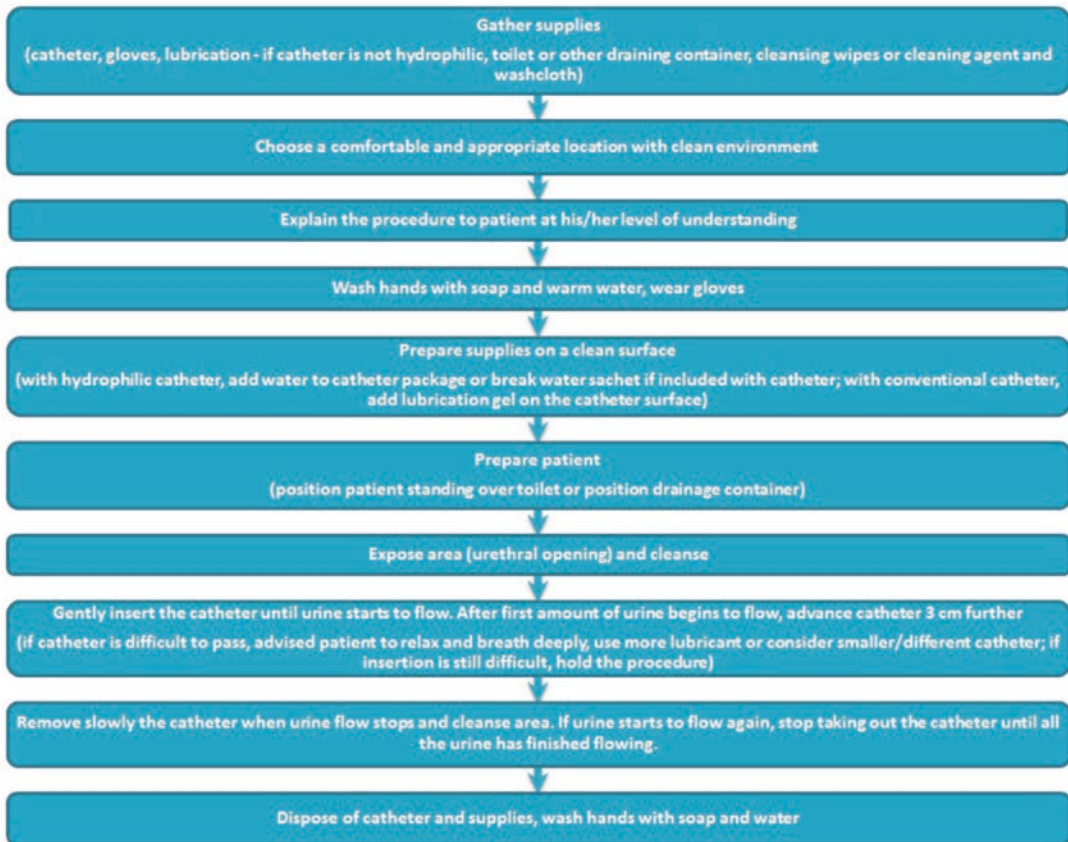 Gather supplies
(catheter, gloves, lubrication - if catheter is not hydrophilic, toilet or other draining container, cleansing wipes or cleaning agent and
washcloth)
Choose a comfortable and appropriate location with clean environment
Explain the procedure to patient at his/her level of understanding
Wash hands with soap and warm water, wear gloves
Prepare supplies on a clean surface
(with hydrophilic catheter, add water to catheter package or break water sachet if included with catheter; with conventional catheter,
add lubrication gel on the catheter surface)
Prepare patient
(position patient standing over toilet or position drainage container)
Expose area (urethral opening) and cleanse
Gently insert the catheter until urine starts to flow. After first amount of urine begins to flow, advance catheter 3 cm further
(if catheter is difficult to pass, advised patient to relax and breath deeply, use more lubricant or consider smaller/different catheter; if
insertion is still difficult, hold the procedure)
Remove slowly the catheter when urine flow stops and cleanse area. If urine starts to flow again, stop taking out the catheter until all
the urine has finished flowing.
Dispose of catheter and supplies, wash hands with soap and water